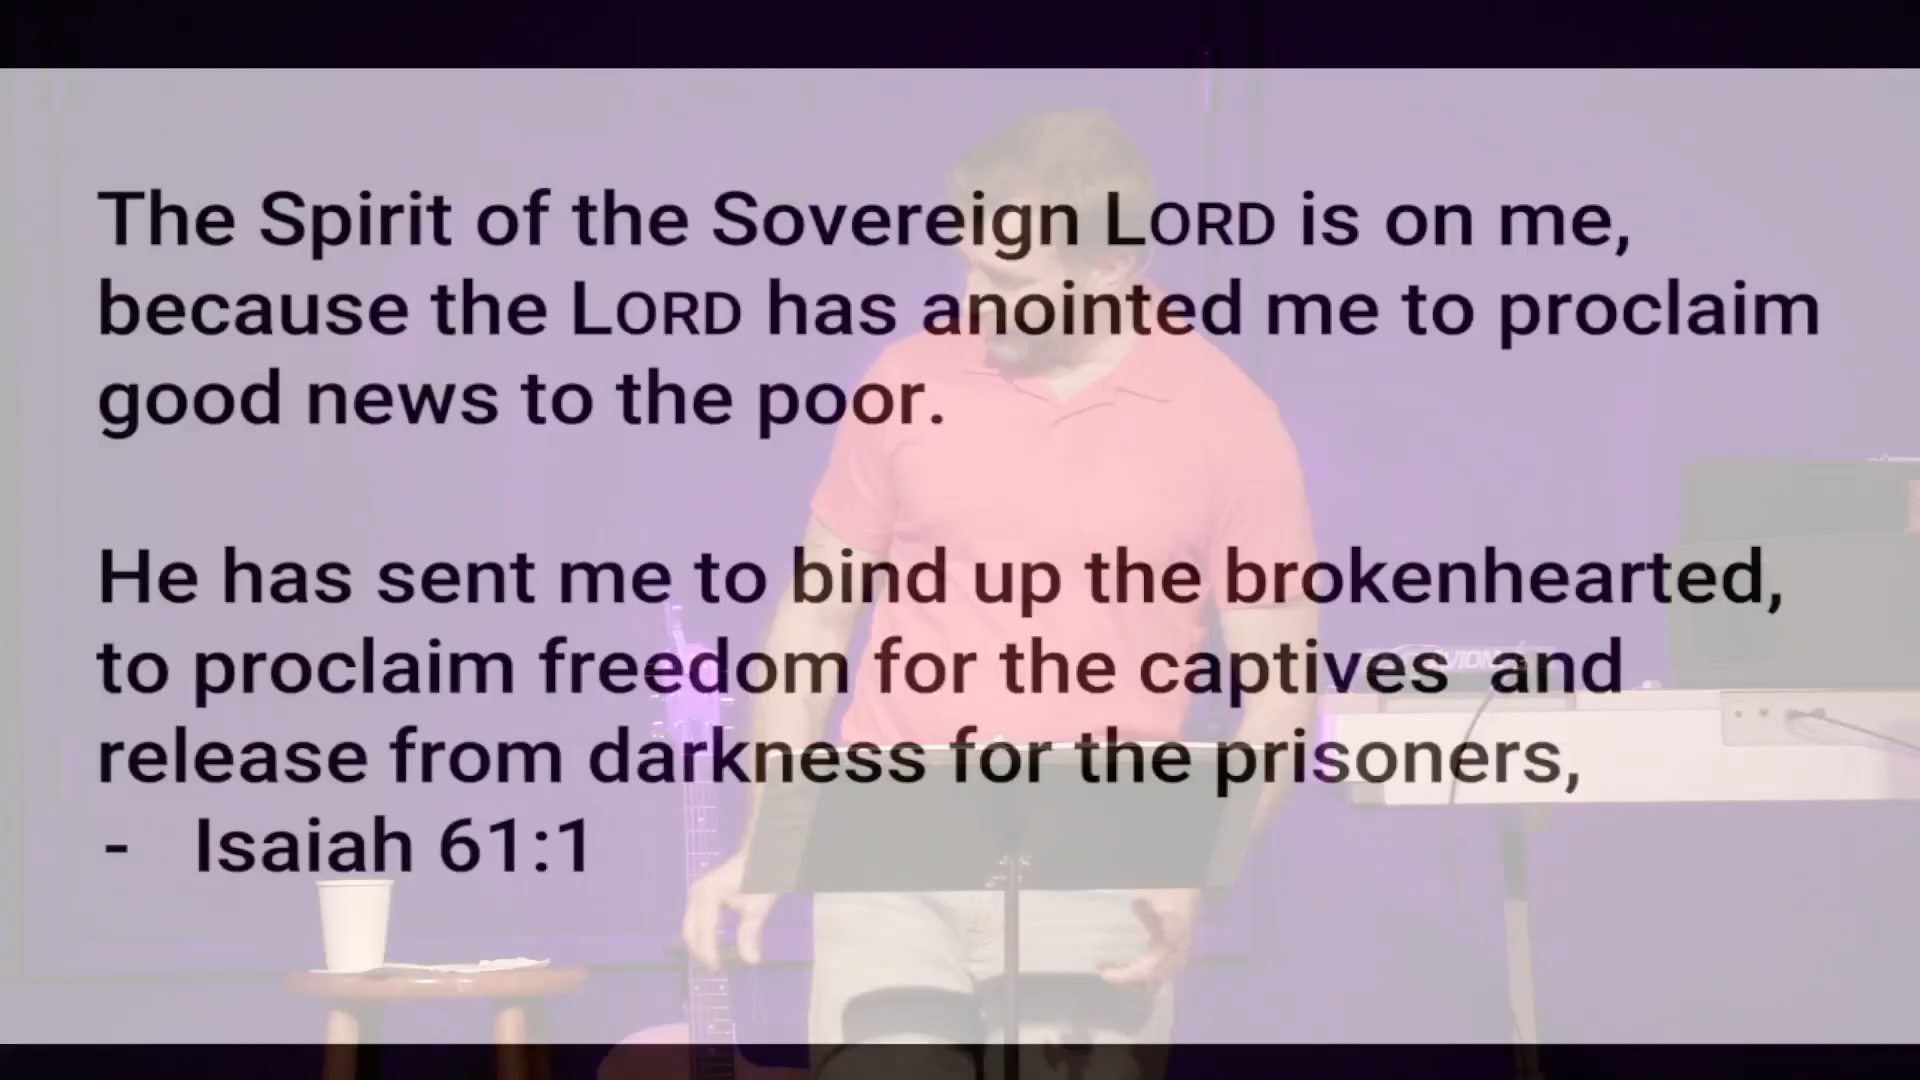 The Spirit of the Sovereign LORD is on me,
because the LORD has anointed me to proclaim
good news to the poor.
He has sent me to bind up the brokenhearted,
to proclaim freedom for the captives and
release from darkness for the prisoners,
- Isaiah 61:1